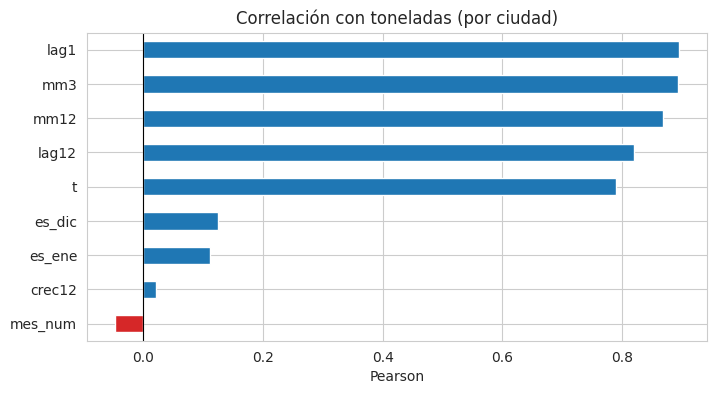 Correlación con toneladas (por ciudad)
lag1
mm3
mm12
lag12
t
es_dic
es_ene
crec12
mes_num
0.0 0.2 0.4 0.6 0.8
Pearson